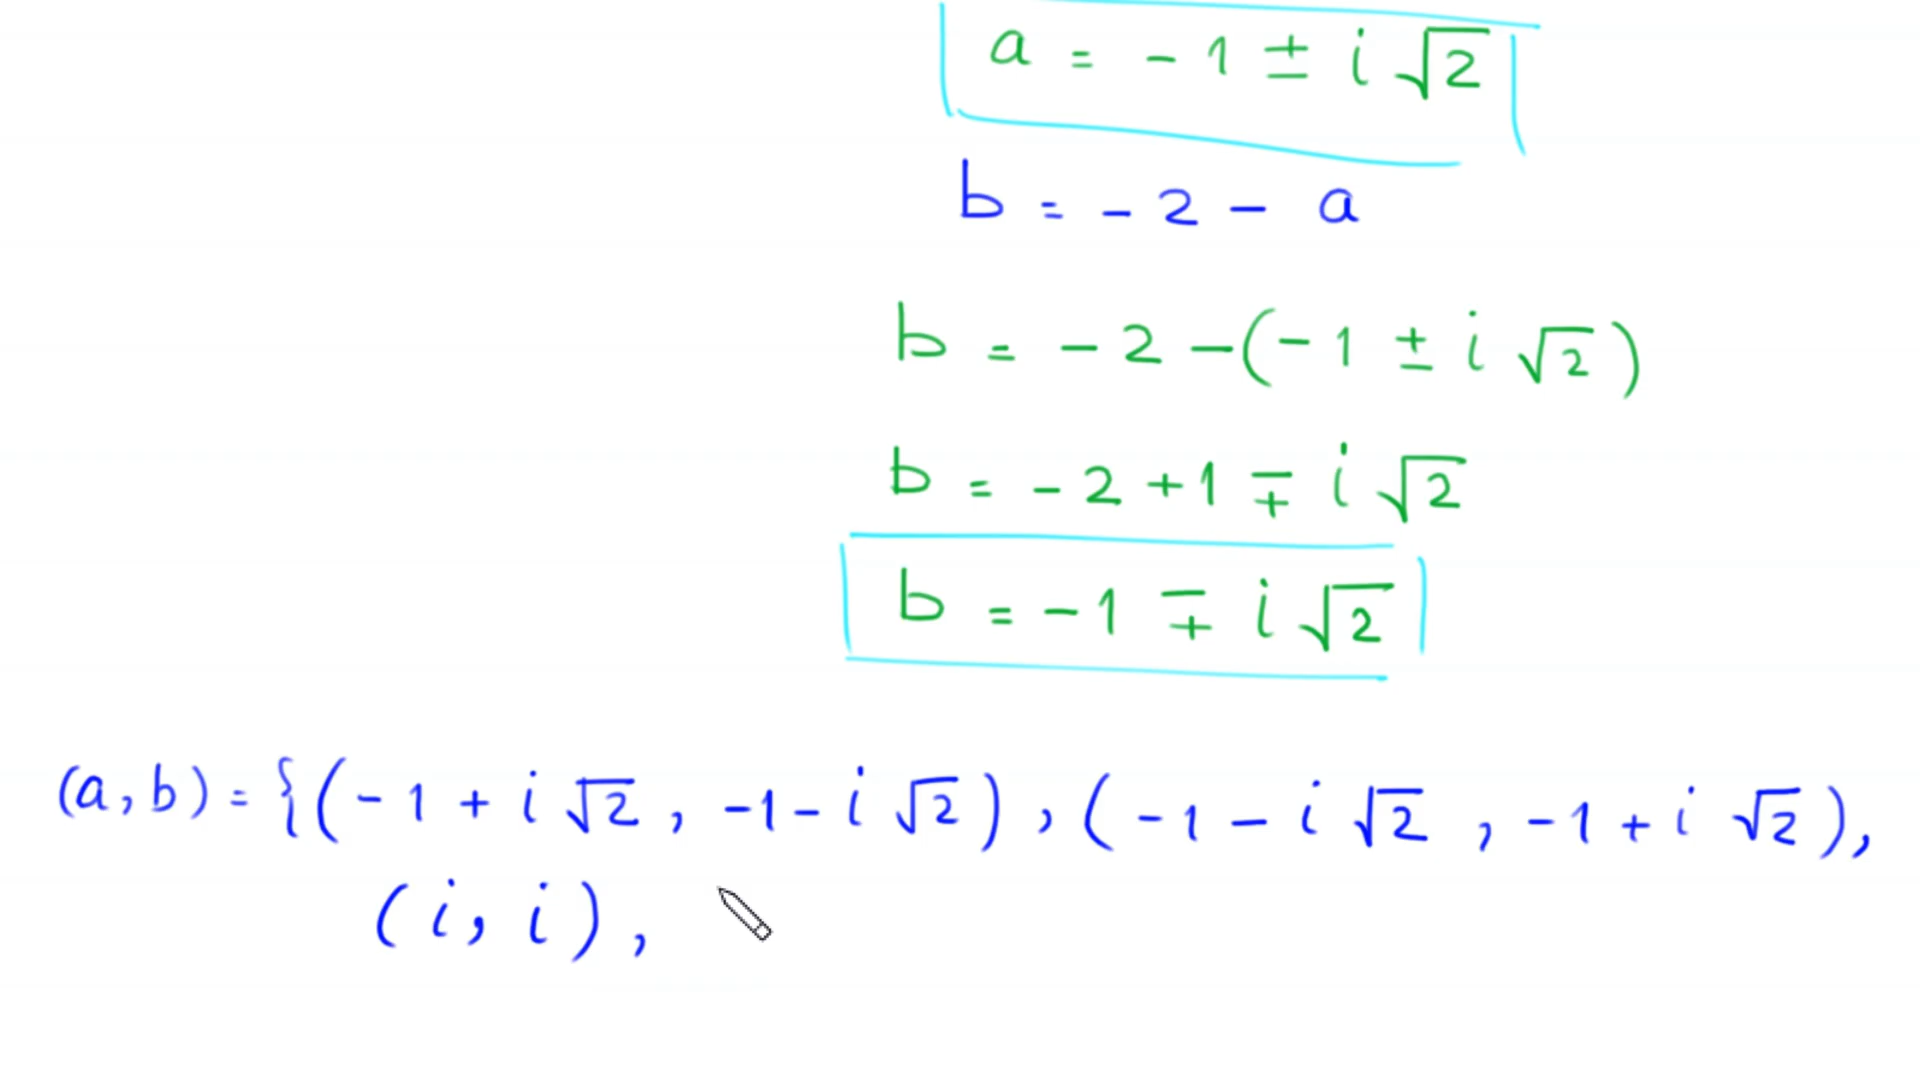 a = - 1 ± i √2
b = - 2 - a
b = - 2 - (- 1 ± i √2)
b = - 2 + 1 ∓ i √2
b = - 1 ∓ i √2
(a, b) = {(- 1 + i √2, - 1 - i √2), (- 1 - i √2, - 1 + i √2),
(i, i),